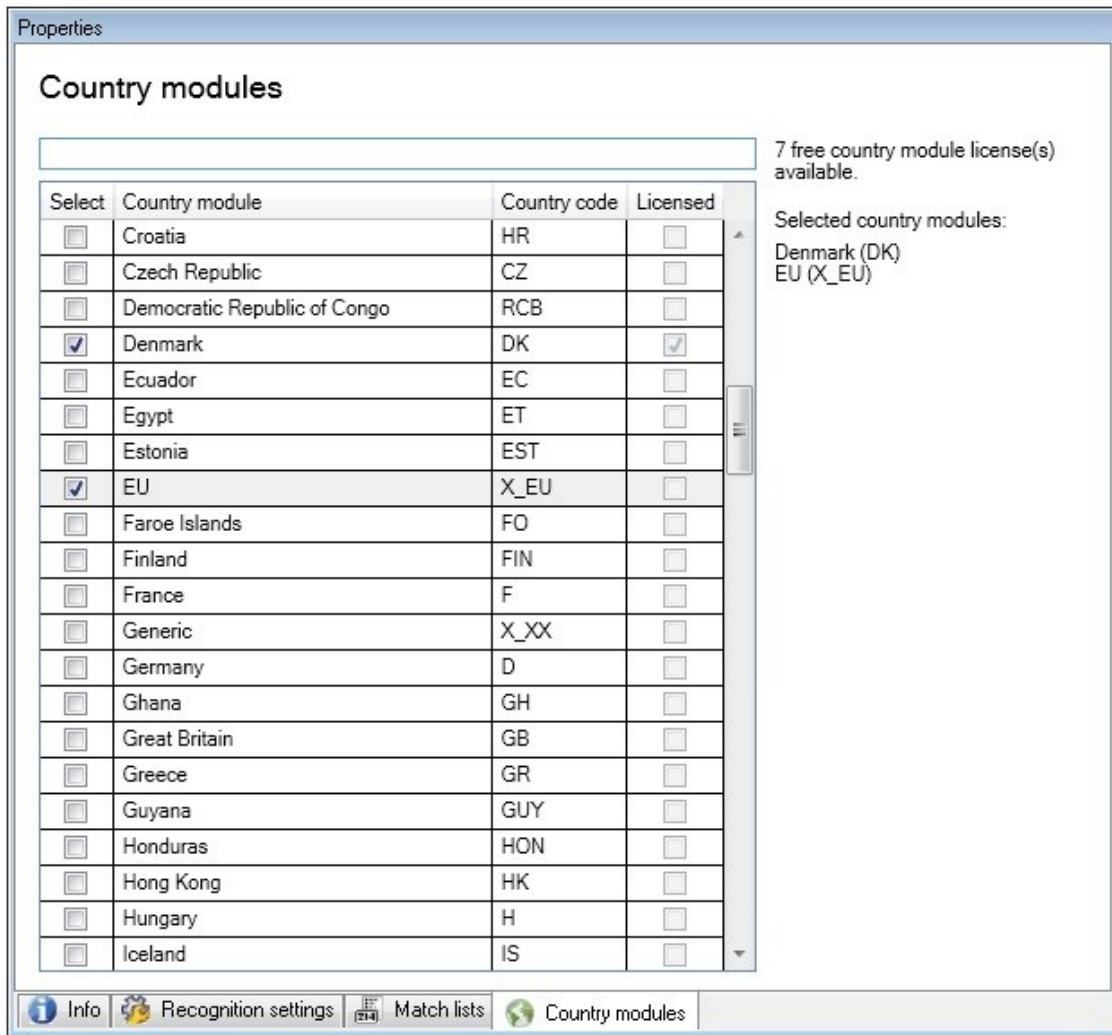 Properties
Country modules
7 free country module license(s)
available.
Selected country modules:
Denmark (DK)
EU (X_EU)
Select Country module Country code Licensed
Croatia HR
Czech Republic CZ
Democratic Republic of Congo RCB
Denmark DK
Ecuador EC
Egypt ET
Estonia EST
EU X_EU
Faroe Islands FO
Finland FIN
France F
Generic X_XX
Germany D
Ghana GH
Great Britain GB
Greece GR
Guyana GUY
Honduras HON
Hong Kong HK
Hungary H
Iceland IS
Info Recognition settings Match lists Country modules